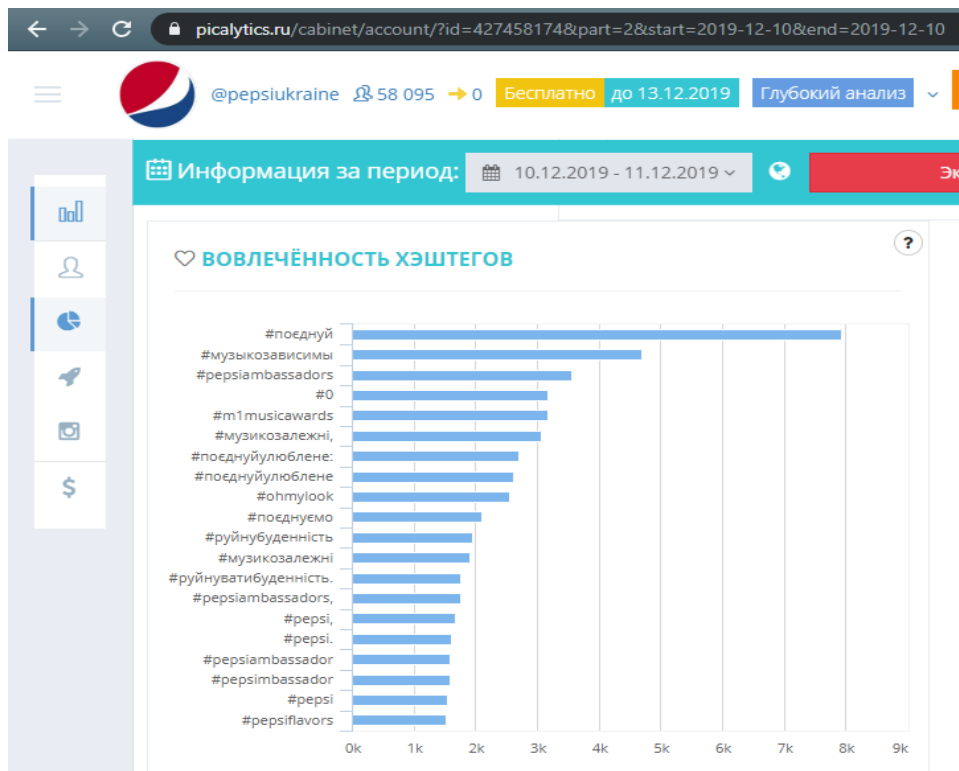 picalytics.ru/cabinet/account/?id=427458174&part=2&start=2019-12-10&end=2019-12-10
@pepsiukraine 58 095 0 Бесплатно до 13.12.2019 Глубокий анализ
Информация за период: 10.12.2019 - 11.12.2019
ВОВЛЕЧЁННОСТЬ ХЭШТЕГОВ ?
#поєднуй
#музыкозависимы
#pepsiambassadors
#0
#m1musicawards
#музикозалежні,
#поєднуйулюблене:
#поєднуйулюблене
#ohmylook
#поєднуємо
#руйнубуденність
#музикозалежні
#руйнуватибуденність.
#pepsiambassadors,
#pepsi,
#pepsi.
#pepsiambassador
#pepsimbassador
#pepsi
#pepsiflavors
0k 1k 2k 3k 4k 5k 6k 7k 8k 9k
$